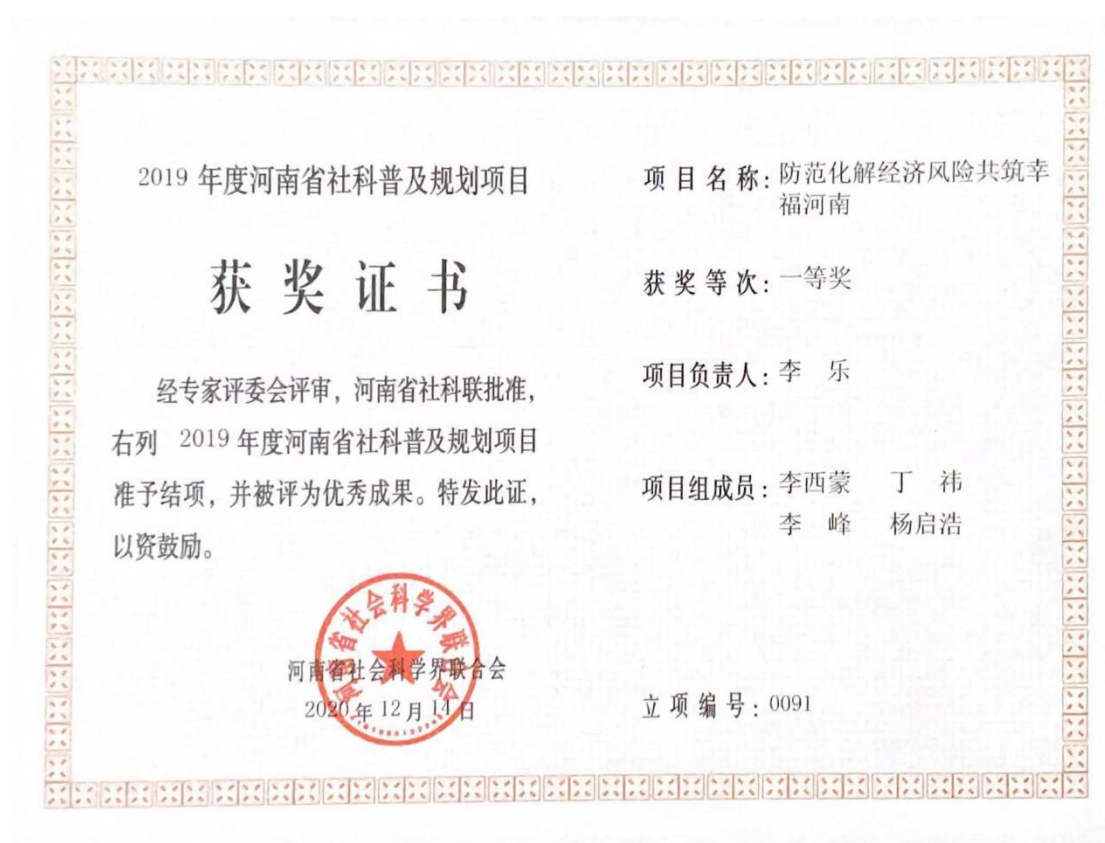 2019 年度河南省社科普及规划项目
获奖证书
经专家评委会评审，河南省社科联批准，
右列 2019 年度河南省社科普及规划项目
准予结项，并被评为优秀成果。特发此证，
以资鼓励。
河南省社会科学界联合会
河南省社会科学界联合会
2020 年 12 月 14 日
项目名称：防范化解经济风险共筑幸
福河南
获奖等次：一等奖
项目负责人：李 乐
项目组成员：李西蒙 丁 祎
李 峰 杨启浩
立项编号：0091